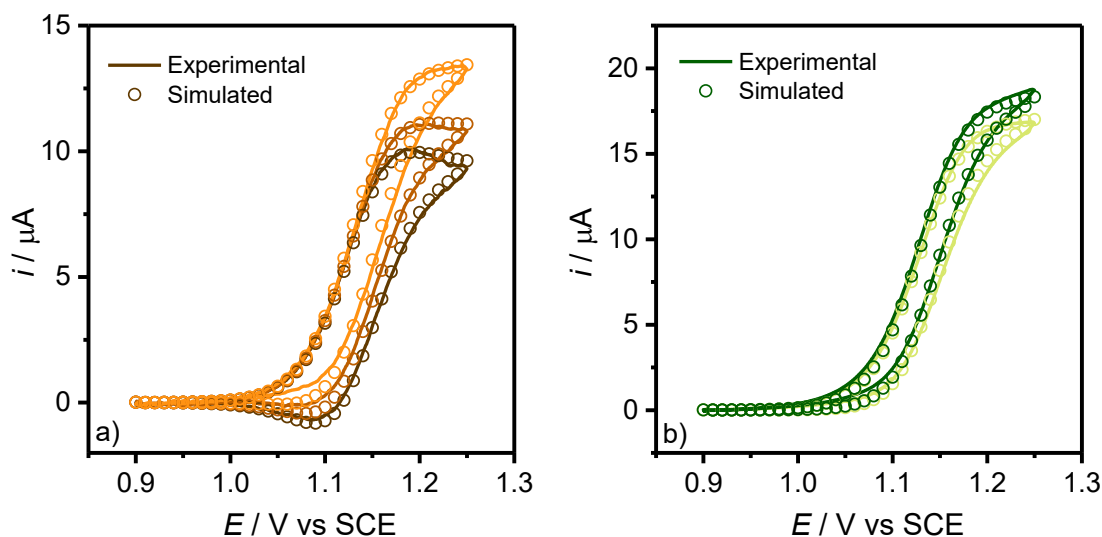 Experimental
Simulated
15
10
5
0
a)
0.9 1.0 1.1 1.2 1.3
i / μA
E / V vs SCE
Experimental
Simulated
20
15
10
5
0
b)
0.9 1.0 1.1 1.2 1.3
i / μA
E / V vs SCE